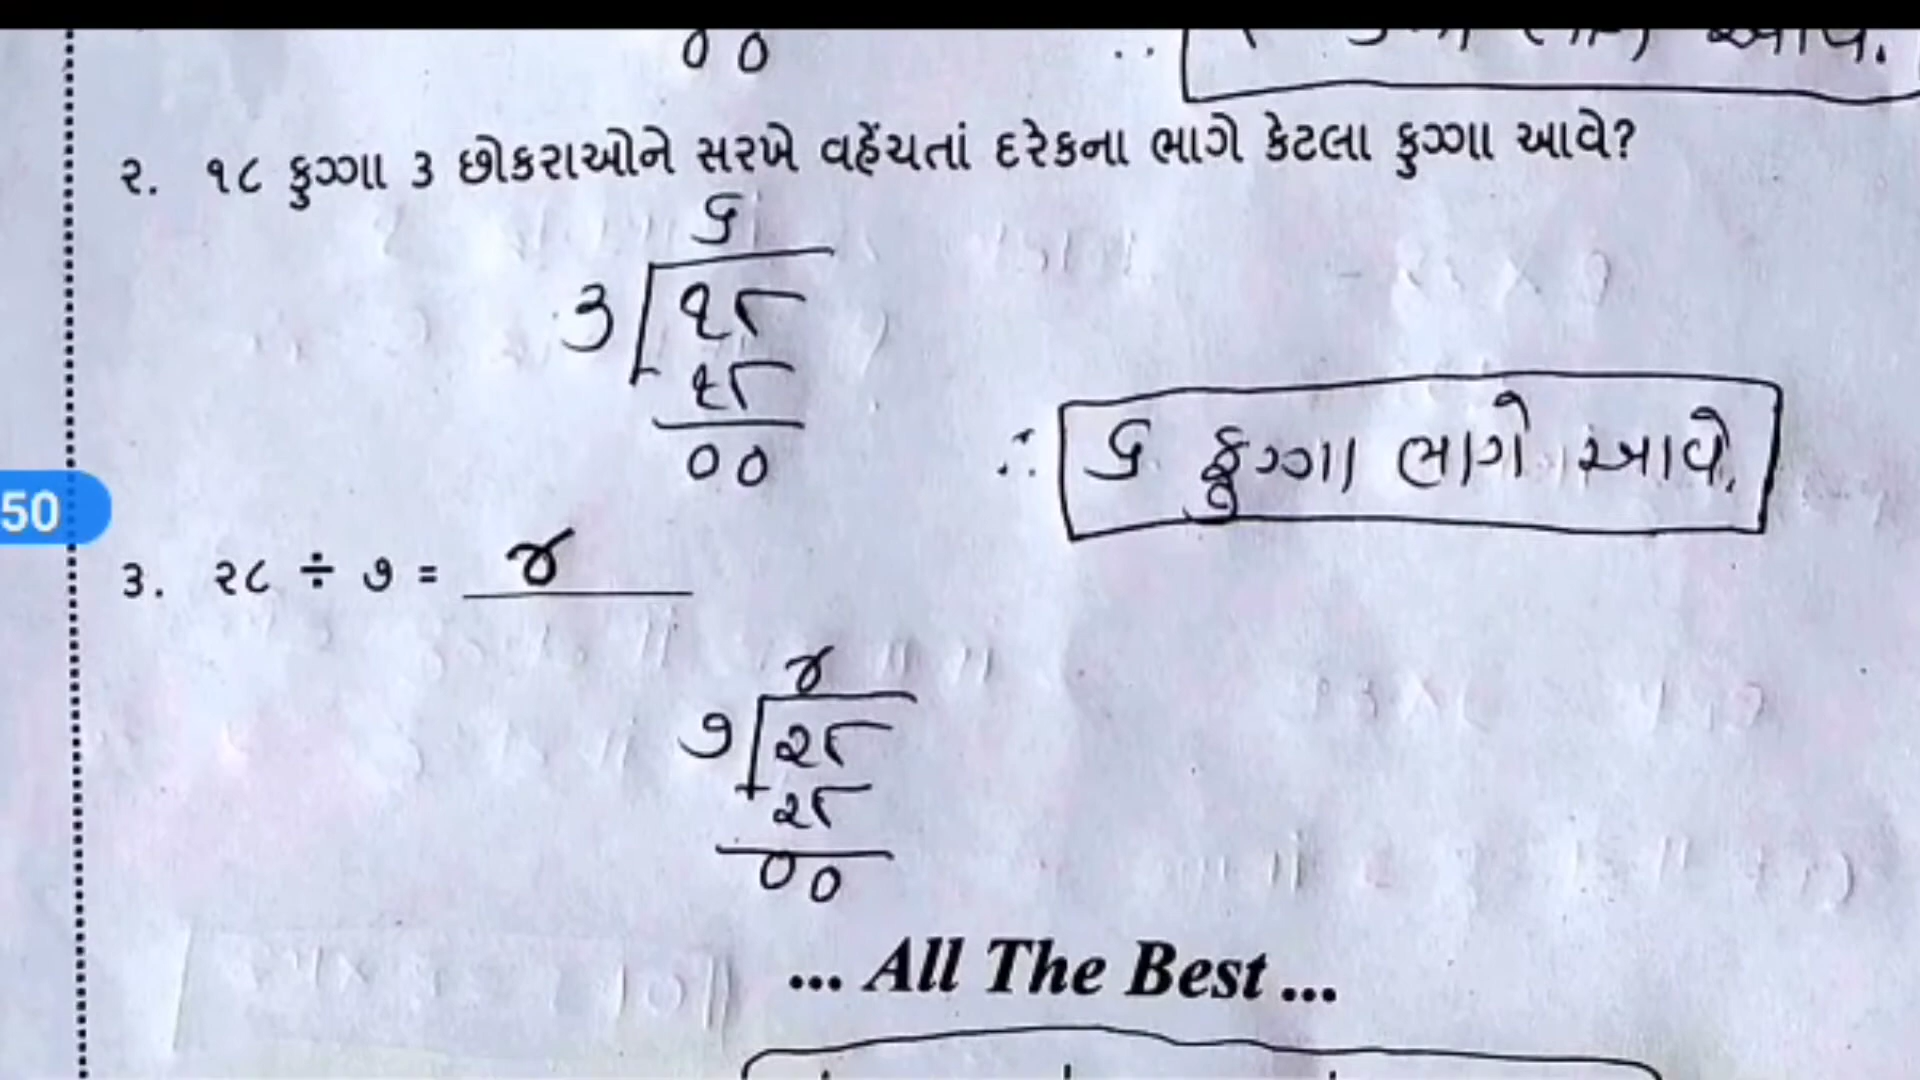 ૦૦
∴ આવે.
૨. ૧૮ ફુગ્ગા ૩ છોકરાઓને સરખે વહેંચતાં દરેકના ભાગે કેટલા ફુગ્ગા આવે?
૬
૩ ૧૮
૧૮
૦૦
∴ ૬ ફુગ્ગા ભાગે આવે.
50
૩. ૨૮ ÷ ૭ = ૪
૪
૭ ૨૮
૨૮
૦૦
... All The Best ...